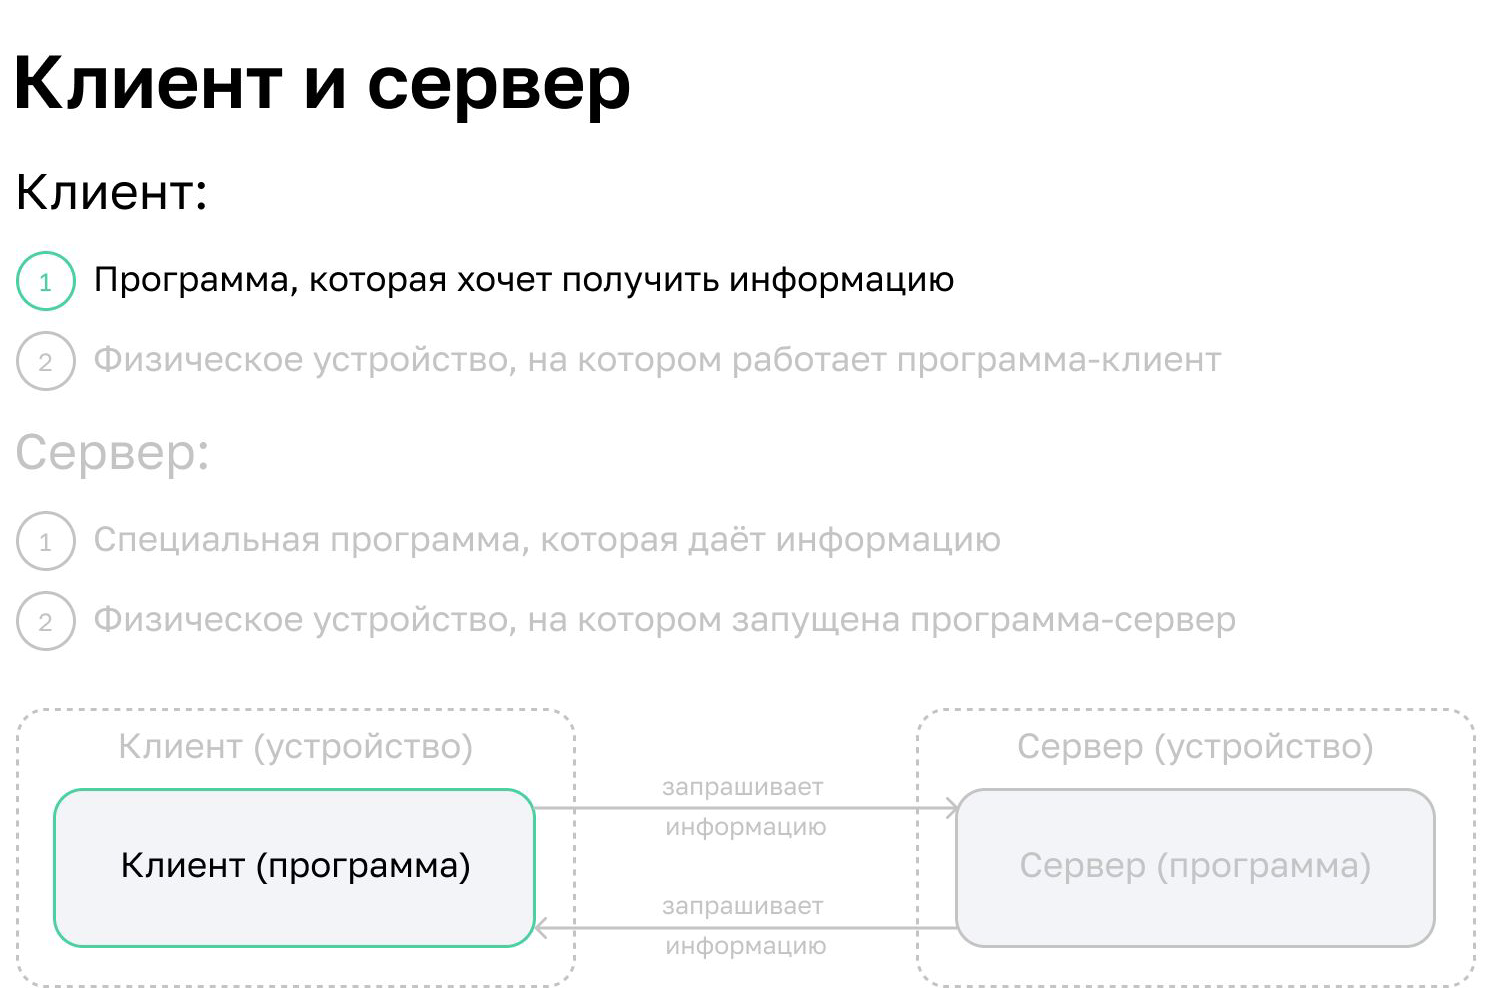 Клиент и сервер
Клиент:
1 Программа, которая хочет получить информацию
2 Физическое устройство, на котором работает программа-клиент
Сервер:
1 Специальная программа, которая даёт информацию
2 Физическое устройство, на котором запущена программа-сервер
Клиент (устройство)
Клиент (программа)
запрашивает
информацию
запрашивает
информацию
Сервер (устройство)
Сервер (программа)